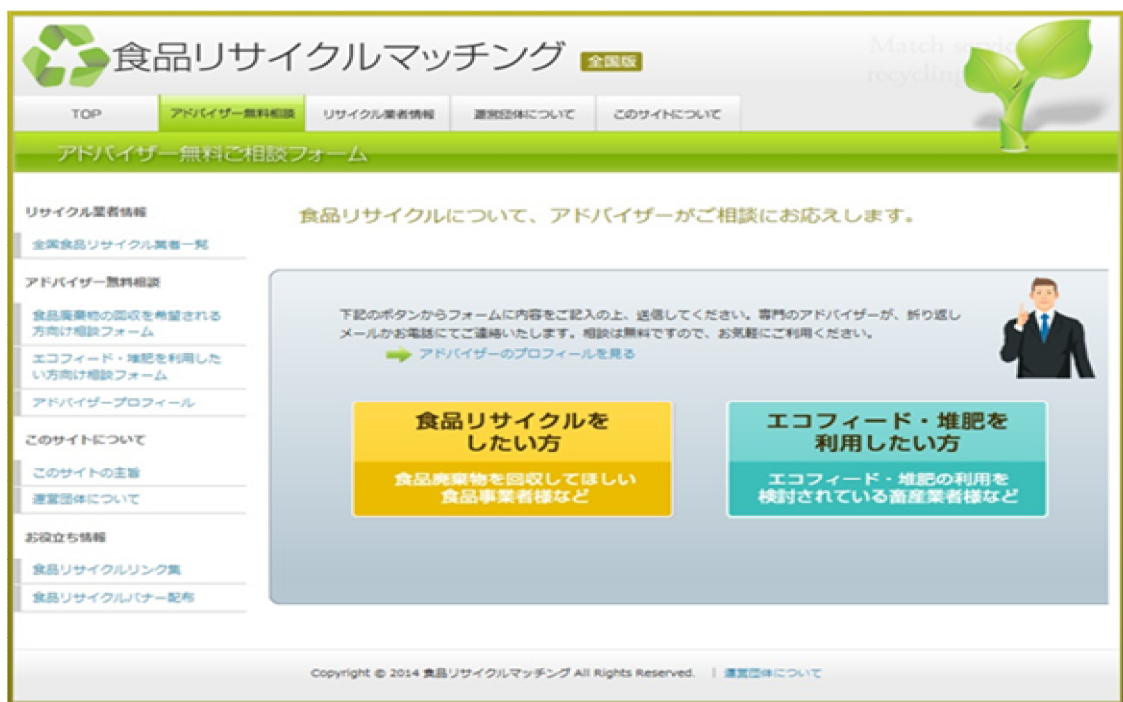 食品リサイクルマッチング 全国版
Match
recycling
TOP
アドバイザー無料相談
リサイクル業者情報
運営団体について
このサイトについて
アドバイザー無料ご相談フォーム
リサイクル業者情報
全国食品リサイクル業者一覧
アドバイザー無料相談
食品廃棄物の回収を希望される
方向け相談フォーム
エコフィード・堆肥を利用した
い方向け相談フォーム
アドバイザープロフィール
このサイトについて
このサイトの主旨
運営団体について
お役立ち情報
食品リサイクルリンク集
食品リサイクルバナー配布
食品リサイクルについて、アドバイザーがご相談にお応えします。
下記のボタンからフォームに内容をご記入の上、送信してください。専門のアドバイザーが、折り返し
メールかお電話にてご連絡いたします。相談は無料ですので、お気軽にご利用ください。
アドバイザーのプロフィールを見る
食品リサイクルを
したい方
食品廃棄物を回収してほしい
食品事業者様など
エコフィード・堆肥を
利用したい方
エコフィード・堆肥の利用を
検討されている畜産業者様など
Copyright © 2014 食品リサイクルマッチング All Rights Reserved. | 運営団体について